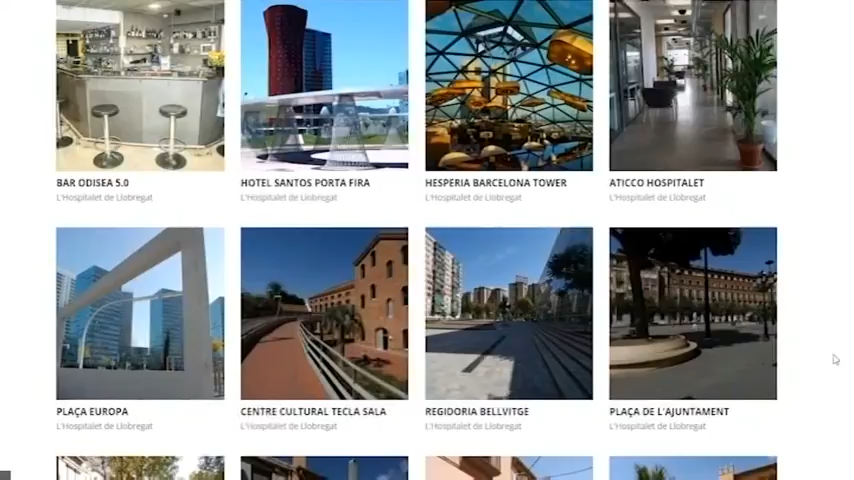 BAR ODISEA 5.0
L'Hospitalet de Llobregat
HOTEL SANTOS PORTA FIRA
L'Hospitalet de Llobregat
HESPERIA BARCELONA TOWER
L'Hospitalet de Llobregat
ATICCO HOSPITALET
L'Hospitalet de Llobregat
PLAÇA EUROPA
L'Hospitalet de Llobregat
CENTRE CULTURAL TECLA SALA
L'Hospitalet de Llobregat
REGIDORIA BELLVITGE
L'Hospitalet de Llobregat
PLAÇA DE L'AJUNTAMENT
L'Hospitalet de Llobregat